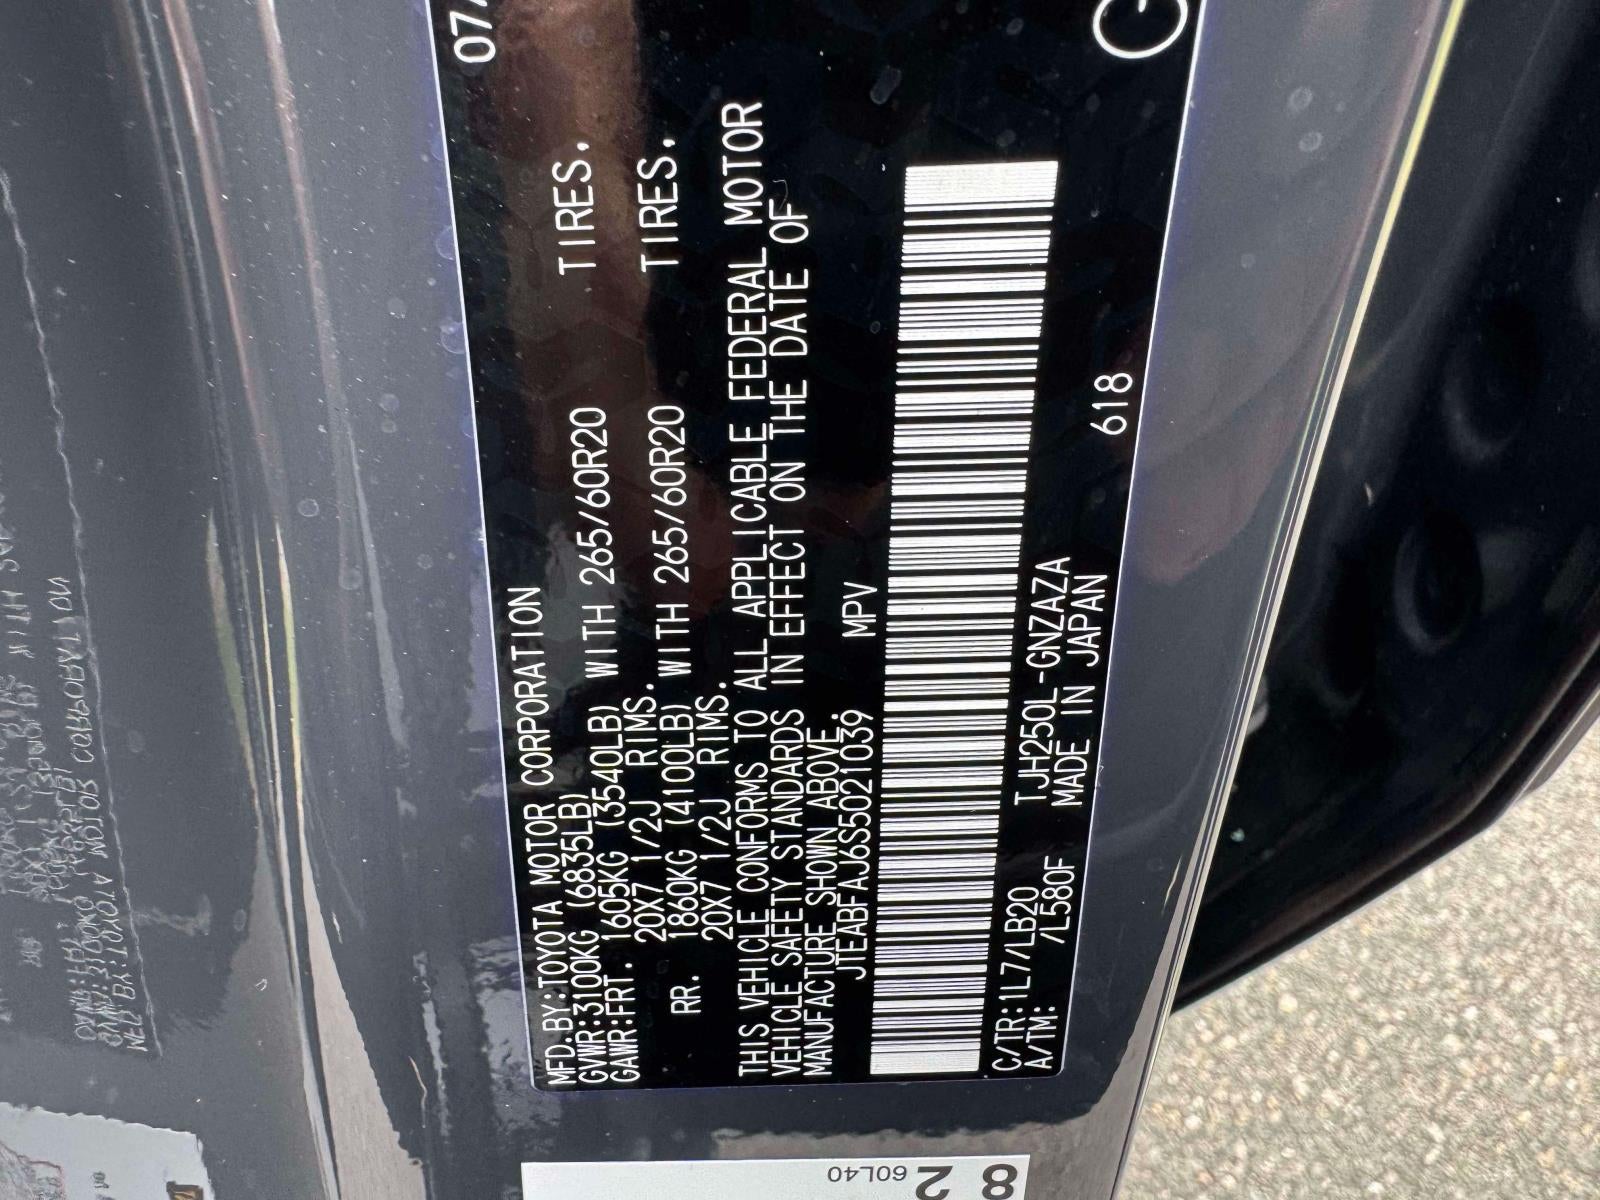 07/
MFD.BY:TOYOTA MOTOR CORPORATION
GVWR:3100KG (6835LB)
GAWR:FRT. 1605KG (3540LB) WITH 265/60R20 TIRES.
20X7 1/2J RIMS.
RR. 1860KG (4100LB) WITH 265/60R20 TIRES.
20X7 1/2J RIMS.
THIS VEHICLE CONFORMS TO ALL APPLICABLE FEDERAL MOTOR
VEHICLE SAFETY STANDARDS IN EFFECT ON THE DATE OF
MANUFACTURE SHOWN ABOVE.
JTEABFAJ6S5021039 MPV
C/TR:1L7/LB20 TJH250L-GNZAZA
A/TM: /L580F MADE IN JAPAN
618
G
60L40
8 2